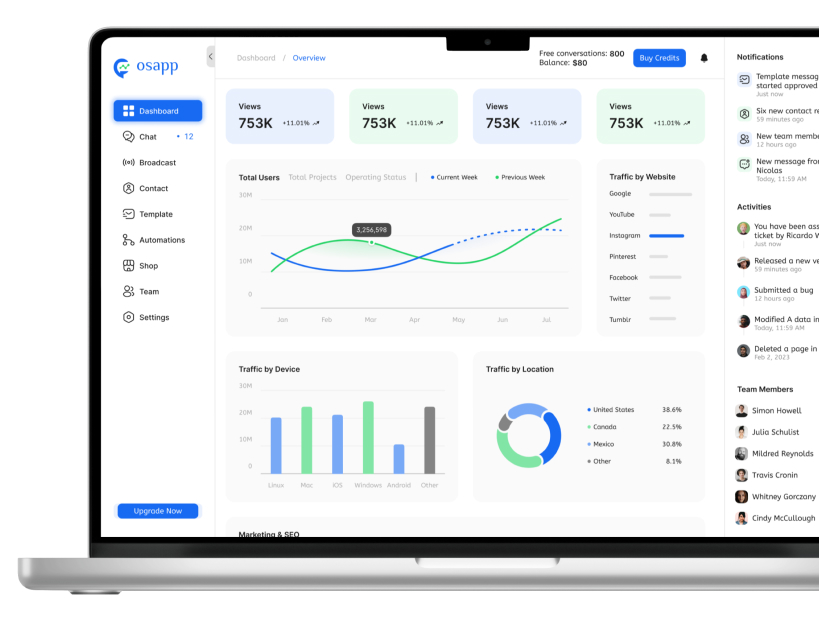 osapp
Dashboard
Chat • 12
Broadcast
Contact
Template
Automations
Shop
Team
Settings
Upgrade Now
Dashboard / Overview
Free conversations: 800
Balance: $80
Buy Credits
Views
753K +11.01%
Views
753K +11.01%
Views
753K +11.01%
Views
753K +11.01%
Total Users Total Projects Operating Status | • Current Week • Previous Week
30M
20M
10M
0
3,256,598
Jan Feb Mar Apr May Jun Jul
Traffic by Website
Google
YouTube
Instagram
Pinterest
Facebook
Twitter
Tumblr
Traffic by Device
30M
20M
10M
0
Linux Mac iOS Windows Android Other
Traffic by Location
• United States 38.6%
• Canada 22.5%
• Mexico 30.8%
• Other 8.1%
Marketing & SEO
Notifications
Template messag
started approved
Just now
Six new contact re
59 minutes ago
New team membe
12 hours ago
New message fro
Nicolas
Today, 11:59 AM
Activities
You have been ass
ticket by Ricardo W
Just now
Released a new ve
59 minutes ago
Submitted a bug
12 hours ago
Modified A data in
Today, 11:59 AM
Deleted a page in
Feb 2, 2023
Team Members
Simon Howell
Julia Schulist
Mildred Reynolds
Travis Cronin
Whitney Gorczany
Cindy McCullough